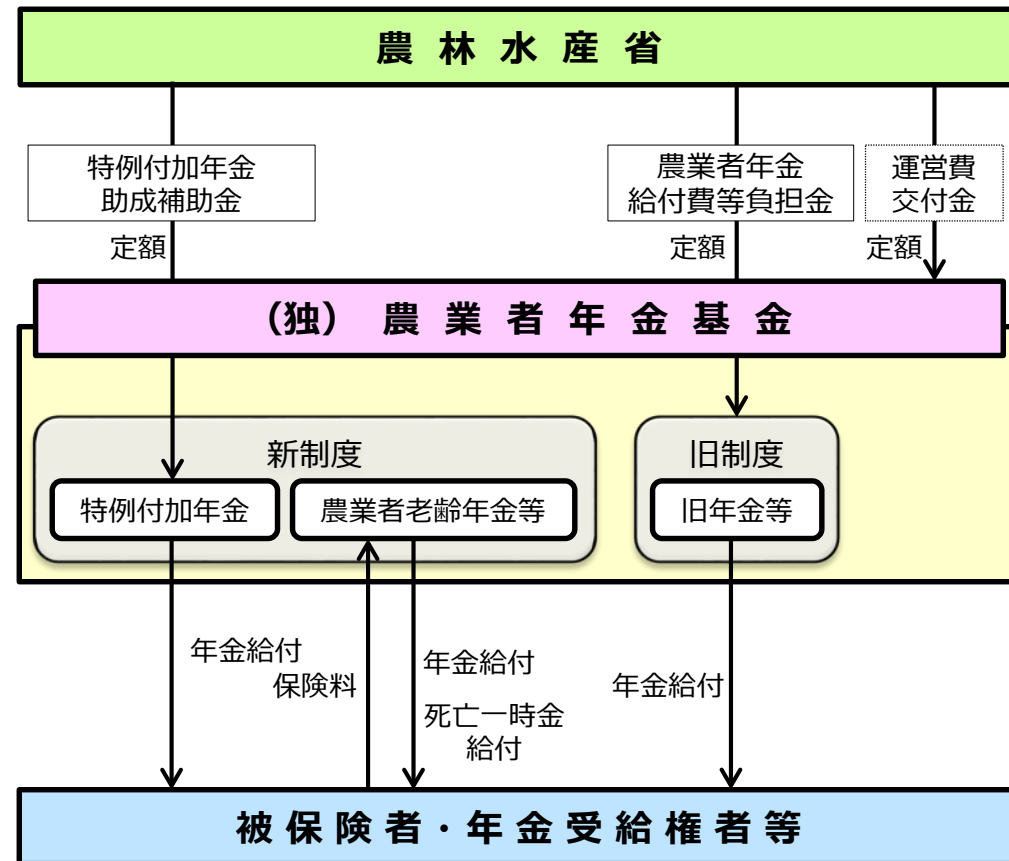 農林水産省
特例付加年金
助成補助金
農業者年金
給付費等負担金
運営費
交付金
定額
定額
定額
（独）農業者年金基金
新制度
旧制度
特例付加年金
農業者老齢年金等
旧年金等
年金給付
保険料
年金給付
死亡一時金
給付
年金給付
被保険者・年金受給権者等